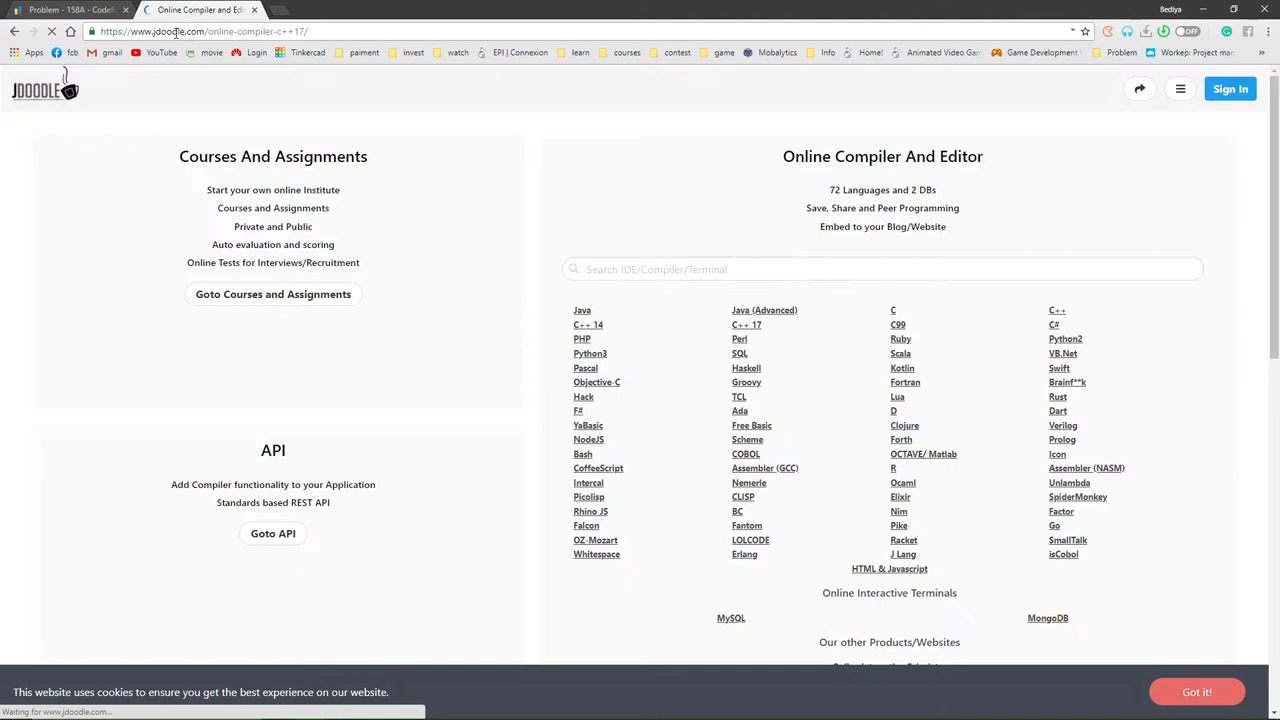 Problem - 158A - Codef
Online Compiler and Edi
Bediya
https://www.jdoodle.com/online-compiler-c++17/
Apps
fcb
gmail
YouTube
movie
Login
Tinkercad
paiment
invest
watch
EPI | Connexion
learn
courses
contest
game
Mobalytics
Im Game
Game Development
Problem
Workep: Project man
OFF
JDOODLE
Sign In
Courses And Assignments
Start your own online Institute
Courses and Assignments
Private and Public
Auto evaluation and scoring
Online Tests for Interviews/Recruitment
Goto Courses and Assignments
API
Add Compiler functionality to your Application
Standards based REST API
Goto API
Online Compiler And Editor
72 Languages and 2 DBs
Save, Share and Peer Programming
Embed to your Blog/Website
Search IDE/Compiler/Terminal
Java Java (Advanced) C C++
C++ 14 C++ 17 C99 C#
PHP Perl Ruby Python2
Python3 SQL Scala VB.Net
Pascal Haskell Kotlin Swift
Objective-C Groovy Fortran Brainf**k
Hack TCL Lua Rust
F# Ada D Dart
YaBasic Free Basic Clojure Verilog
NodeJS Scheme Forth Prolog
Bash COBOL OCTAVE/ Matlab Icon
CoffeeScript Assembler (GCC) R Assembler (NASM)
Intercal Nemerle Ocaml Unlambda
Picolisp CLISP Elixir SpiderMonkey
Rhino JS BC Nim Factor
Falcon Fantom Pike Go
OZ-Mozart LOLCODE Racket SmallTalk
Whitespace Erlang J Lang isCobol
HTML & Javascript
Online Interactive Terminals
MySQL MongoDB
Our other Products/Websites
This website uses cookies to ensure you get the best experience on our website.
Got it!
Waiting for www.jdoodle.com...